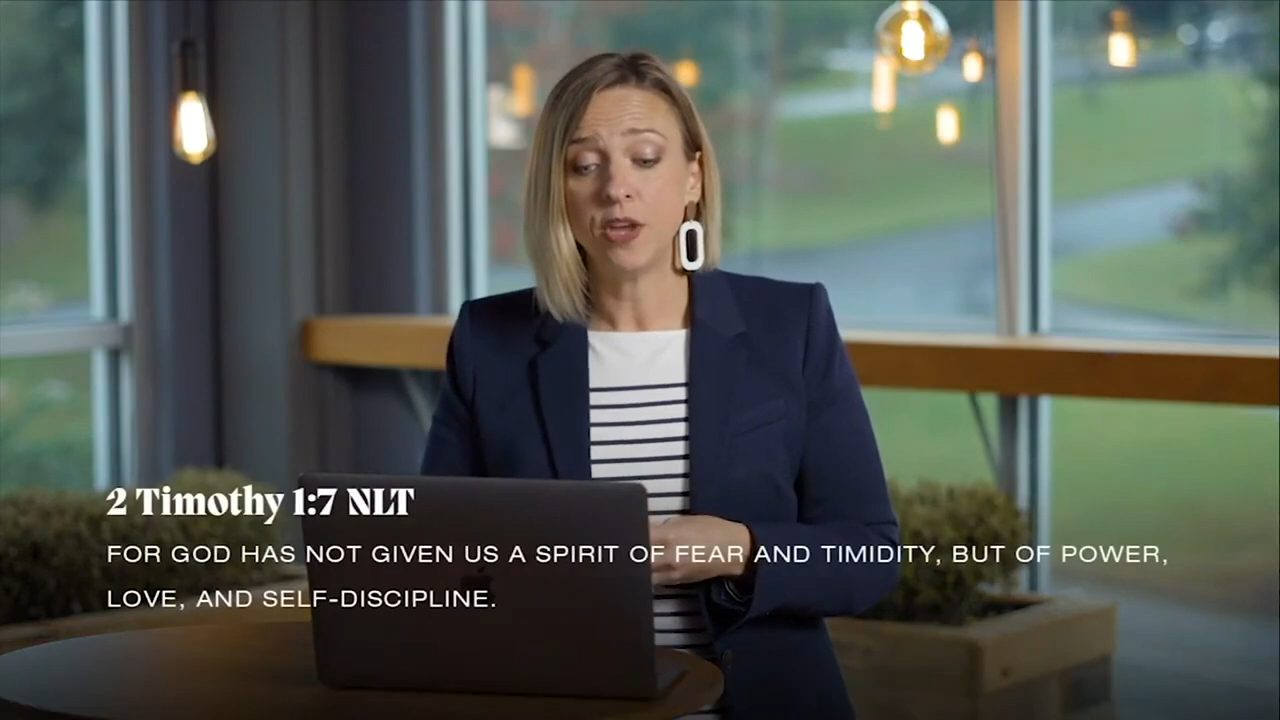 2 Timothy 1:7 NLT
FOR GOD HAS NOT GIVEN US A SPIRIT OF FEAR AND TIMIDITY, BUT OF POWER,
LOVE, AND SELF-DISCIPLINE.